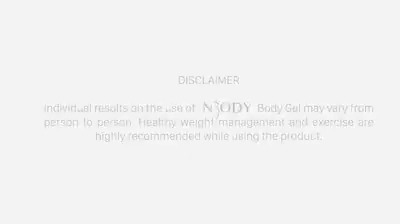 DISCLAIMER
Individual results on the use of NBODY Body Gel may vary from
person to person. Healthy weight management and exercise are
highly recommended while using the product.